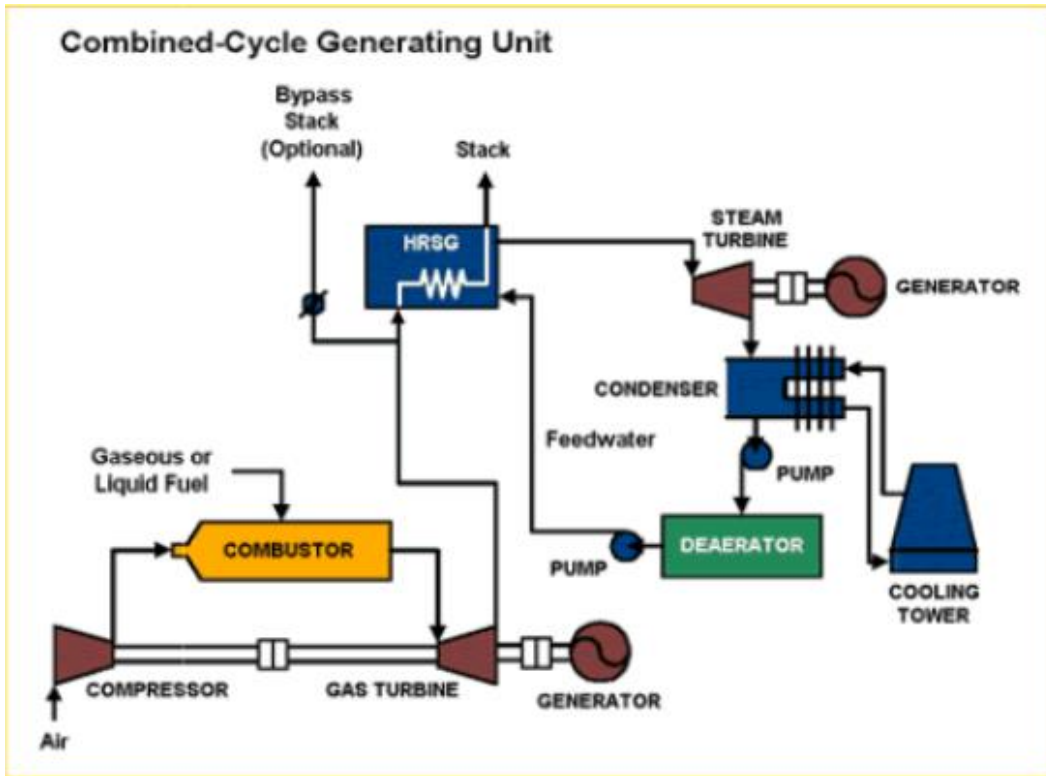 Combined-Cycle Generating Unit
Bypass
Stack
(Optional)
Stack
HRSG
STEAM
TURBINE
GENERATOR
CONDENSER
Feedwater
PUMP
Gaseous or
Liquid Fuel
COMBUSTOR
DEAERATOR
PUMP
COOLING
TOWER
COMPRESSOR
GAS TURBINE
GENERATOR
Air